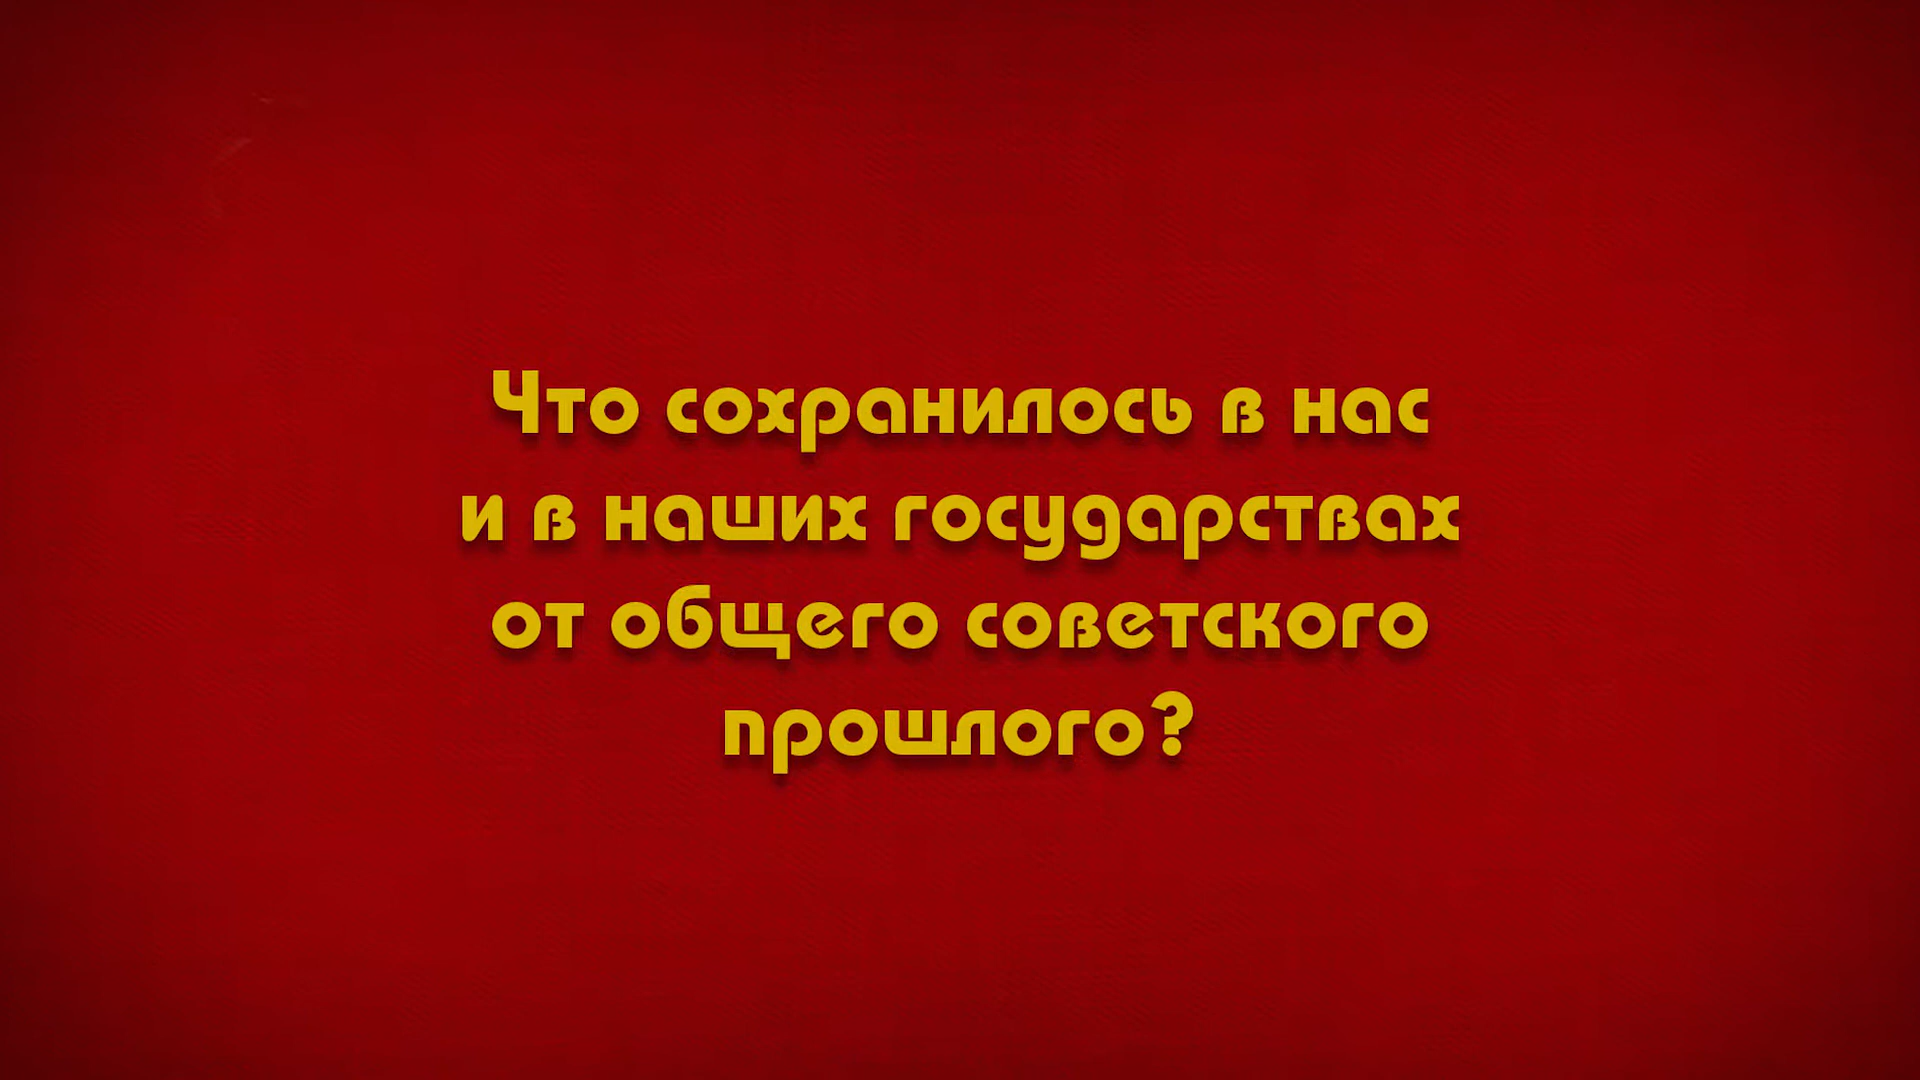 Что сохранилось в нас
и в наших государствах
от общего советского
прошлого?